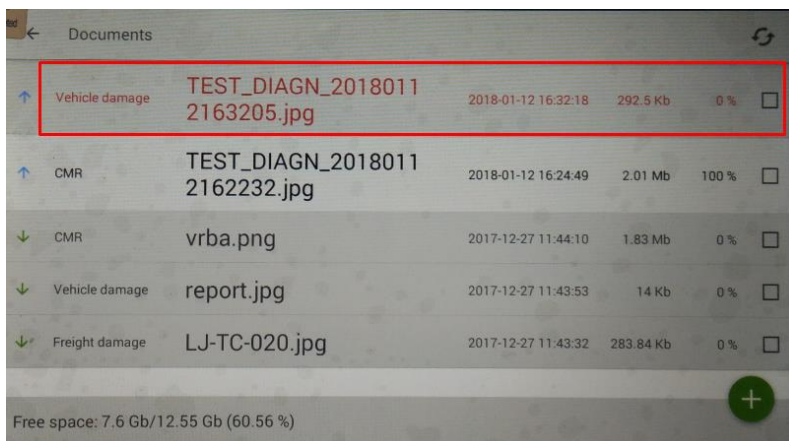 Documents
Vehicle damage TEST_DIAGN_2018011 2018-01-12 16:32:18 292.5 Kb 0 %
2163205.jpg
CMR TEST_DIAGN_2018011 2018-01-12 16:24:49 2.01 Mb 100 %
2162232.jpg
CMR vrba.png 2017-12-27 11:44:10 1.83 Mb 0 %
Vehicle damage report.jpg 2017-12-27 11:43:53 14 Kb 0 %
Freight damage LJ-TC-020.jpg 2017-12-27 11:43:32 283.84 Kb 0 %
Free space: 7.6 Gb/12.55 Gb (60.56 %)